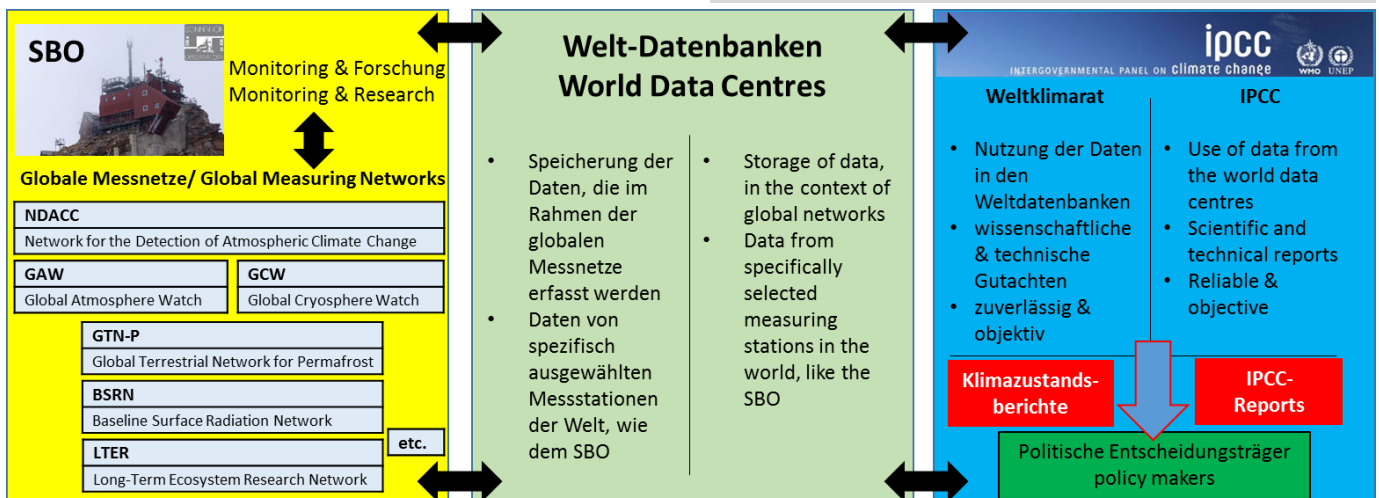 SBO
Monitoring & Forschung
Monitoring & Research
Globale Messnetze/ Global Measuring Networks
NDACC
Network for the Detection of Atmospheric Climate Change
GAW
Global Atmosphere Watch
GCW
Global Cryosphere Watch
GTN-P
Global Terrestrial Network for Permafrost
BSRN
Baseline Surface Radiation Network
etc.
LTER
Long-Term Ecosystem Research Network
Welt-Datenbanken
World Data Centres
• Speicherung der
Daten, die im
Rahmen der
globalen
Messnetze
erfasst werden
• Daten von
spezifisch
ausgewählten
Messstationen
der Welt, wie
dem SBO
• Storage of data,
in the context of
global networks
• Data from
specifically
selected
measuring
stations in the
world, like the
SBO
ipcc
INTERGOVERNMENTAL PANEL ON climate change
WMO UNEP
Weltklimarat
• Nutzung der Daten
in den
Weltdatenbanken
• wissenschaftliche
& technische
Gutachten
• zuverlässig &
objektiv
IPCC
• Use of data from
the world data
centres
• Scientific and
technical reports
• Reliable &
objective
Klimazustands-
berichte
IPCC-
Reports
Politische Entscheidungsträger
policy makers